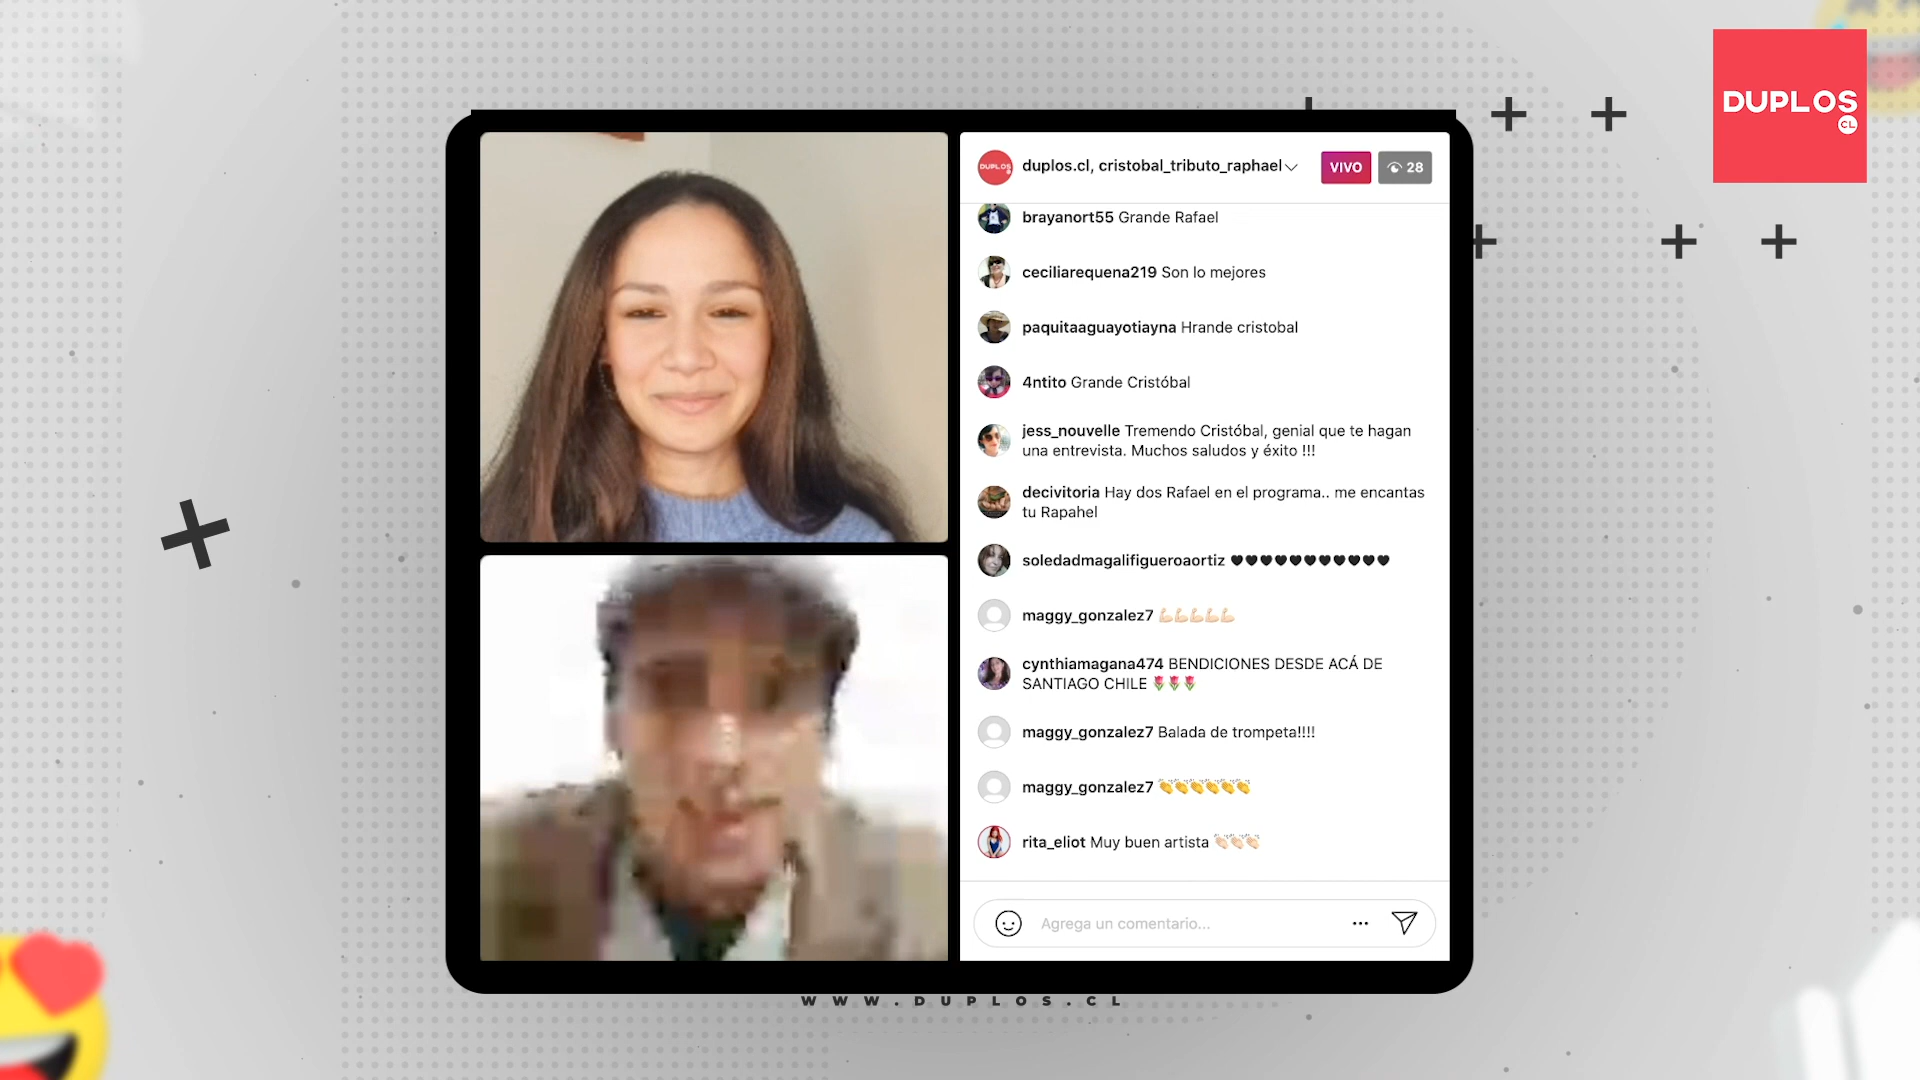 DUPLOS
CL
DUPLOS
duplos.cl, cristobal_tributo_raphael
VIVO
28
brayanort55 Grande Rafael
ceciliarequena219 Son lo mejores
paquitaaguayotiayna Hrande cristobal
4ntito Grande Cristóbal
jess_nouvelle Tremendo Cristóbal, genial que te hagan
una entrevista. Muchos saludos y éxito !!!
decivitoria Hay dos Rafael en el programa.. me encantas
tu Rapahel
soledadmagalifigueroaortiz 🖤🖤🖤🖤🖤🖤🖤🖤🖤🖤🖤
maggy_gonzalez7 💪🏻💪🏻💪🏻💪🏻💪🏻
cynthiamagana474 BENDICIONES DESDE ACÁ DE
SANTIAGO CHILE 🌷🌷🌷
maggy_gonzalez7 Balada de trompeta!!!!
maggy_gonzalez7 👏👏👏👏👏👏
rita_eliot Muy buen artista 👏🏻👏🏻👏🏻
Agrega un comentario...
WWW.DUPLOS.CL